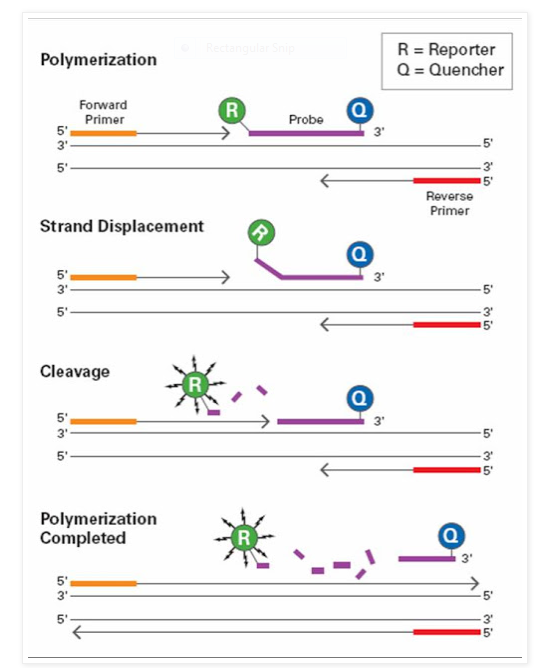 Rectangular Snip
Polymerization
R = Reporter
Q = Quencher
Forward
Primer
R
Probe
Q
5'
3'
3'
5'
5'
3'
5'
Reverse
Primer
Strand Displacement
R
Q
5'
3'
3'
5'
5'
3'
5'
Cleavage
R
Q
5'
3'
3'
5'
5'
3'
5'
Polymerization
Completed
R
Q
3'
5'
3'
5'
5'
3'
5'